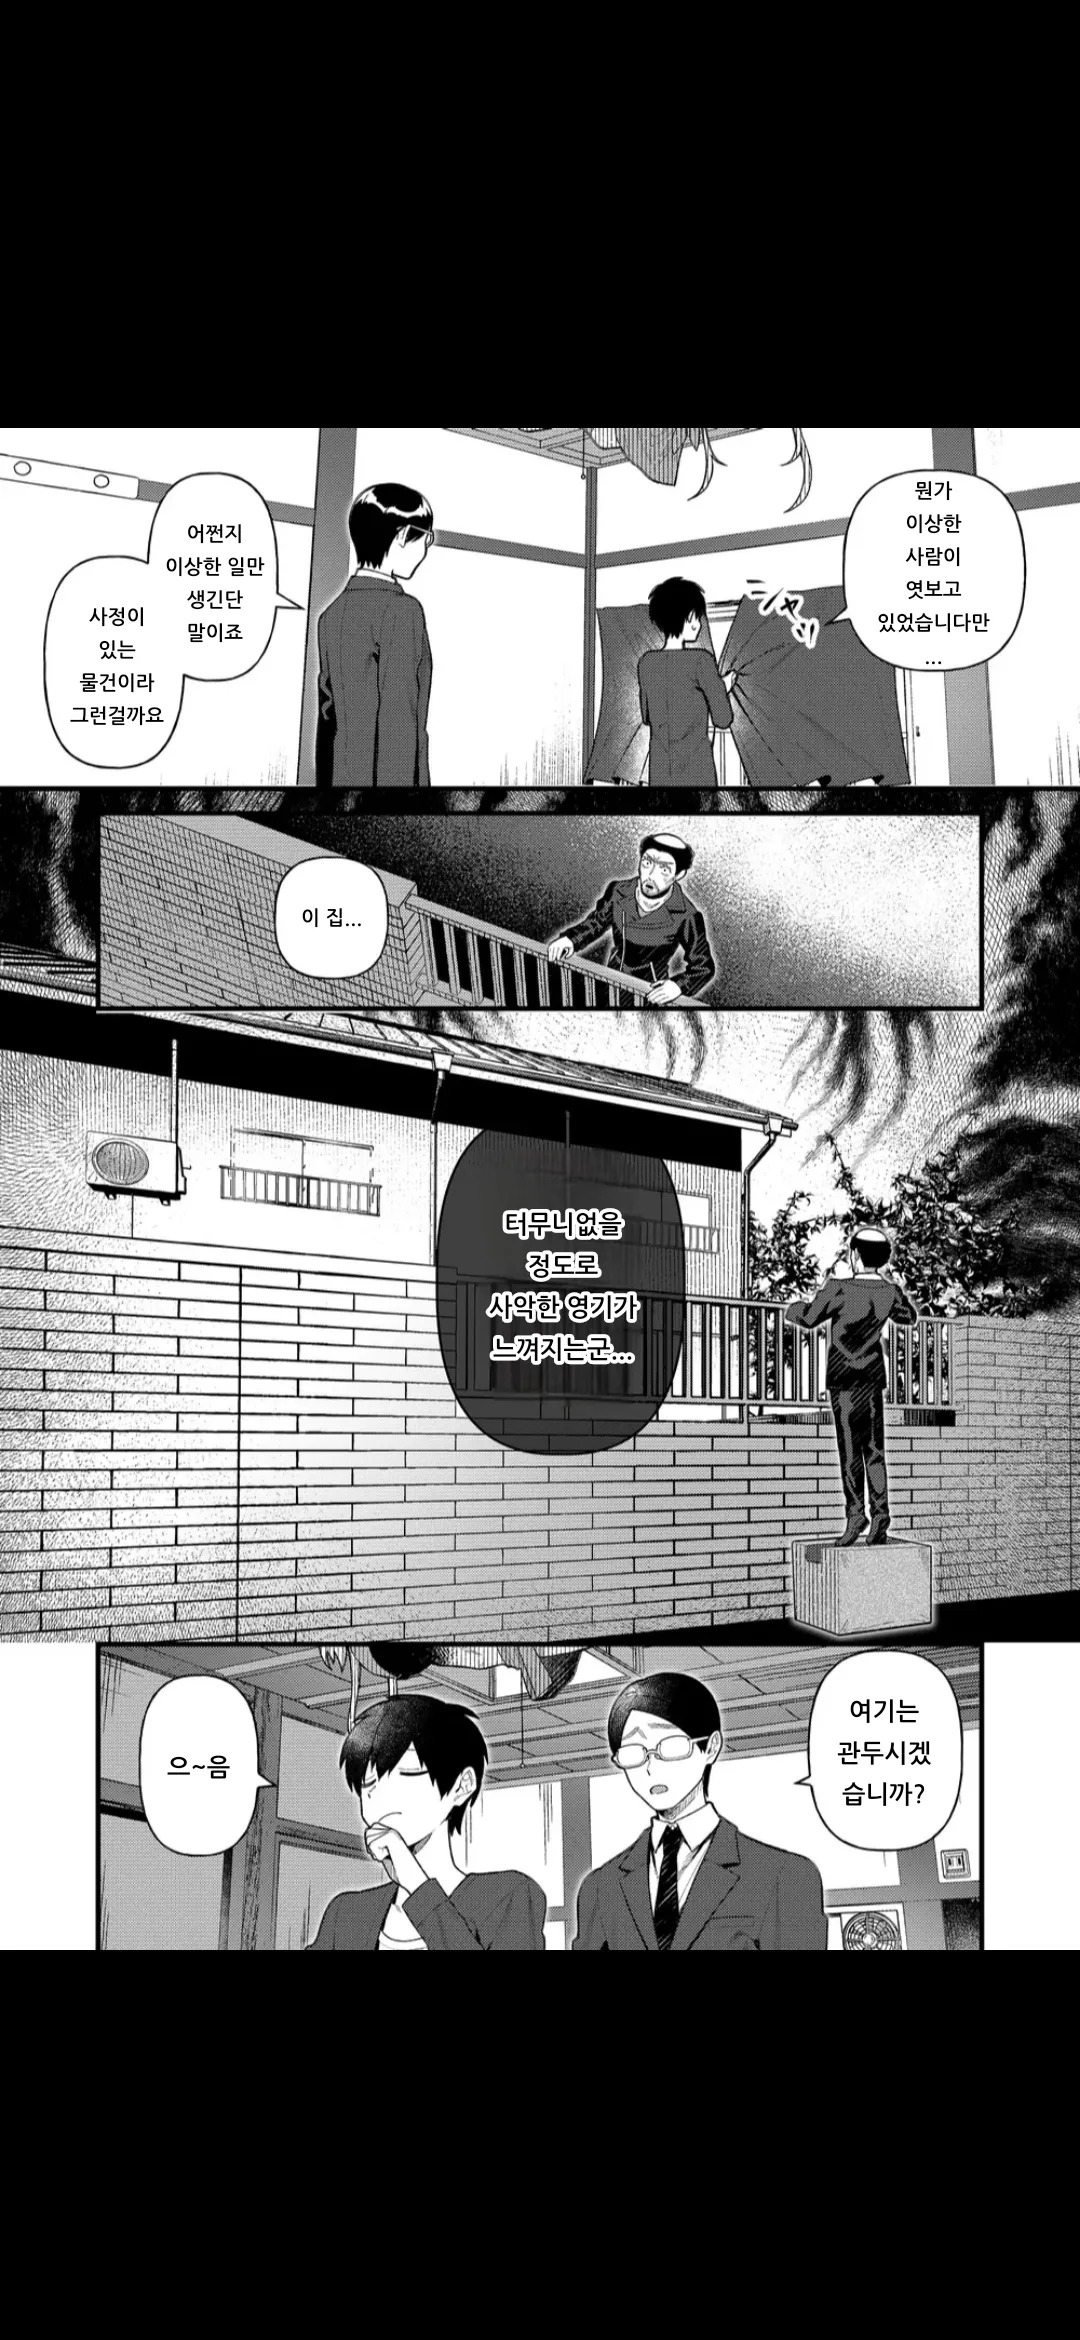 뭔가
이상한
사람이
엿보고
있었습니다만
...
シャッ
어쩐지
이상한 일만
생긴단
말이죠
사정이
있는
물건이라
그런걸까요
이 집...
터무니없을
정도로
사악한 영기가
느껴지는군...
여기는
관두시겠
습니까?
으~음